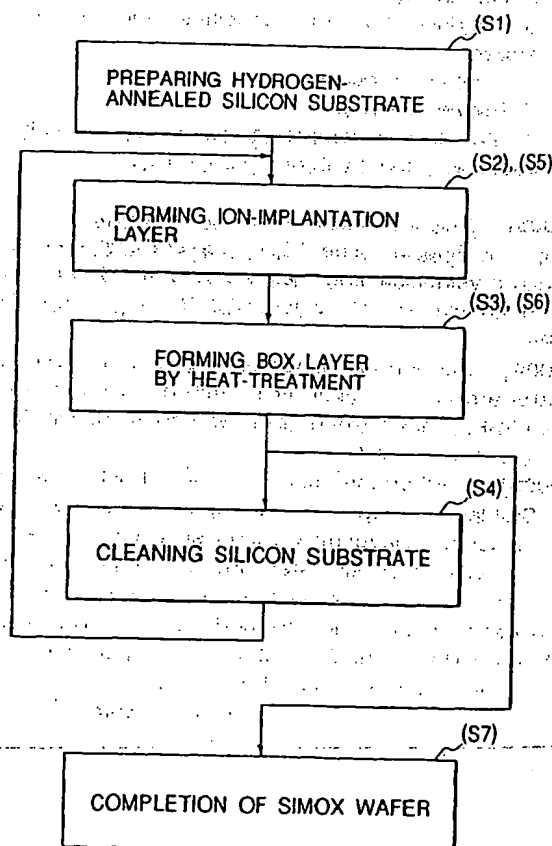 (S1)
PREPARING HYDROGEN-
ANNEALED SILICON SUBSTRATE
(S2), (S5)
FORMING ION-IMPLANTATION
LAYER
(S3), (S6)
FORMING BOX LAYER
BY HEAT-TREATMENT
(S4)
CLEANING SILICON SUBSTRATE
(S7)
COMPLETION OF SIMOX WAFER